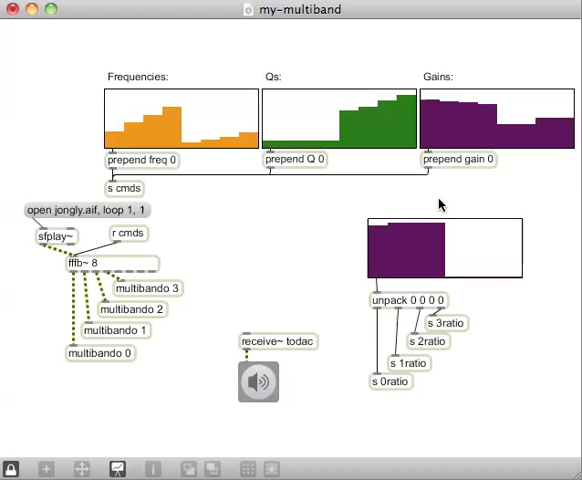 my-multiband
Frequencies:
Qs:
Gains:
prepend freq 0
prepend Q 0
prepend gain 0
s cmds
open jongly.aif, loop 1, 1
sfplay~
r cmds
fffb~ 8
multibando 3
multibando 2
multibando 1
multibando 0
receive~ todac
unpack 0 0 0 0
s 3ratio
s 2ratio
s 1ratio
s 0ratio